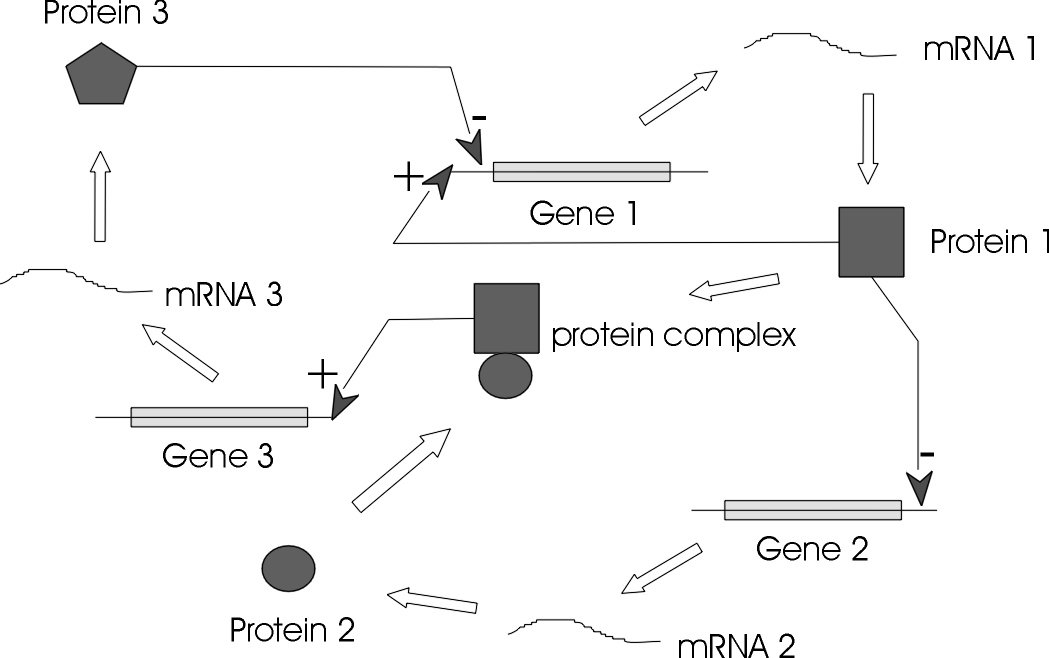 Protein 3
mRNA 1
-
+
Gene 1
Protein 1
mRNA 3
protein complex
+
Gene 3
-
Gene 2
Protein 2
mRNA 2